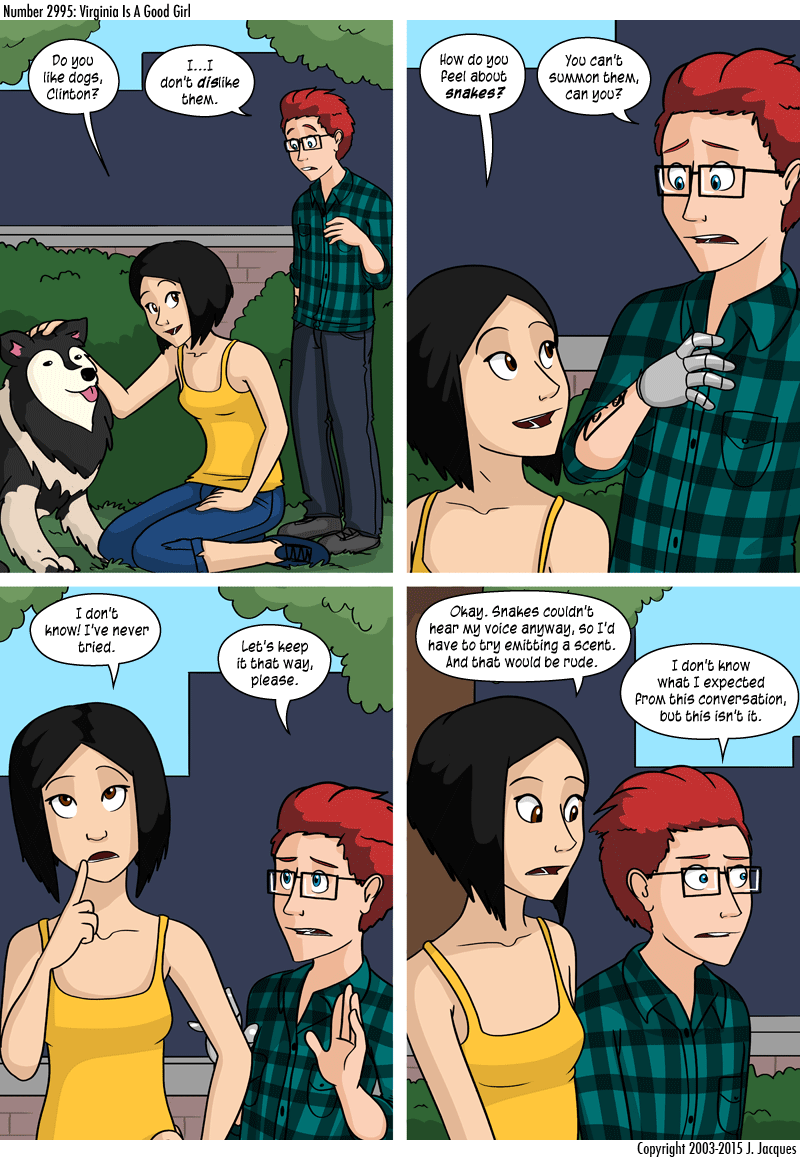 Number 2995: Virginia Is A Good Girl
Do you
like dogs,
Clinton?
I...I
don't dislike
them.
How do you
feel about
snakes?
You can't
summon them,
can you?
I don't
know! I've never
tried.
Let's keep
it that way,
please.
Okay. Snakes couldn't
hear my voice anyway, so I'd
have to try emitting a scent.
And that would be rude.
I don't know
what I expected
from this conversation,
but this isn't it.
Copyright 2003-2015 J. Jacques